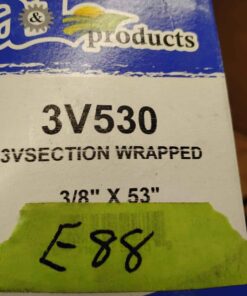 &
products
3V530
3VSECTION WRAPPED
3/8" X 53"
E88